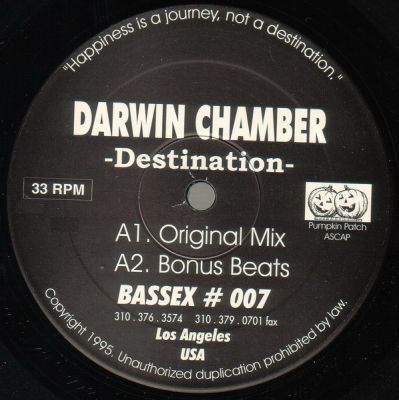 "Happiness is a journey, not a destination."
DARWIN CHAMBER
-Destination-
33 RPM
Pumpkin Patch
ASCAP
A1. Original Mix
A2. Bonus Beats
BASSEX # 007
310 . 376 . 3574 310 . 379 . 0701 fax
Los Angeles
USA
Copyright 1995. Unauthorized duplication prohibited by law.